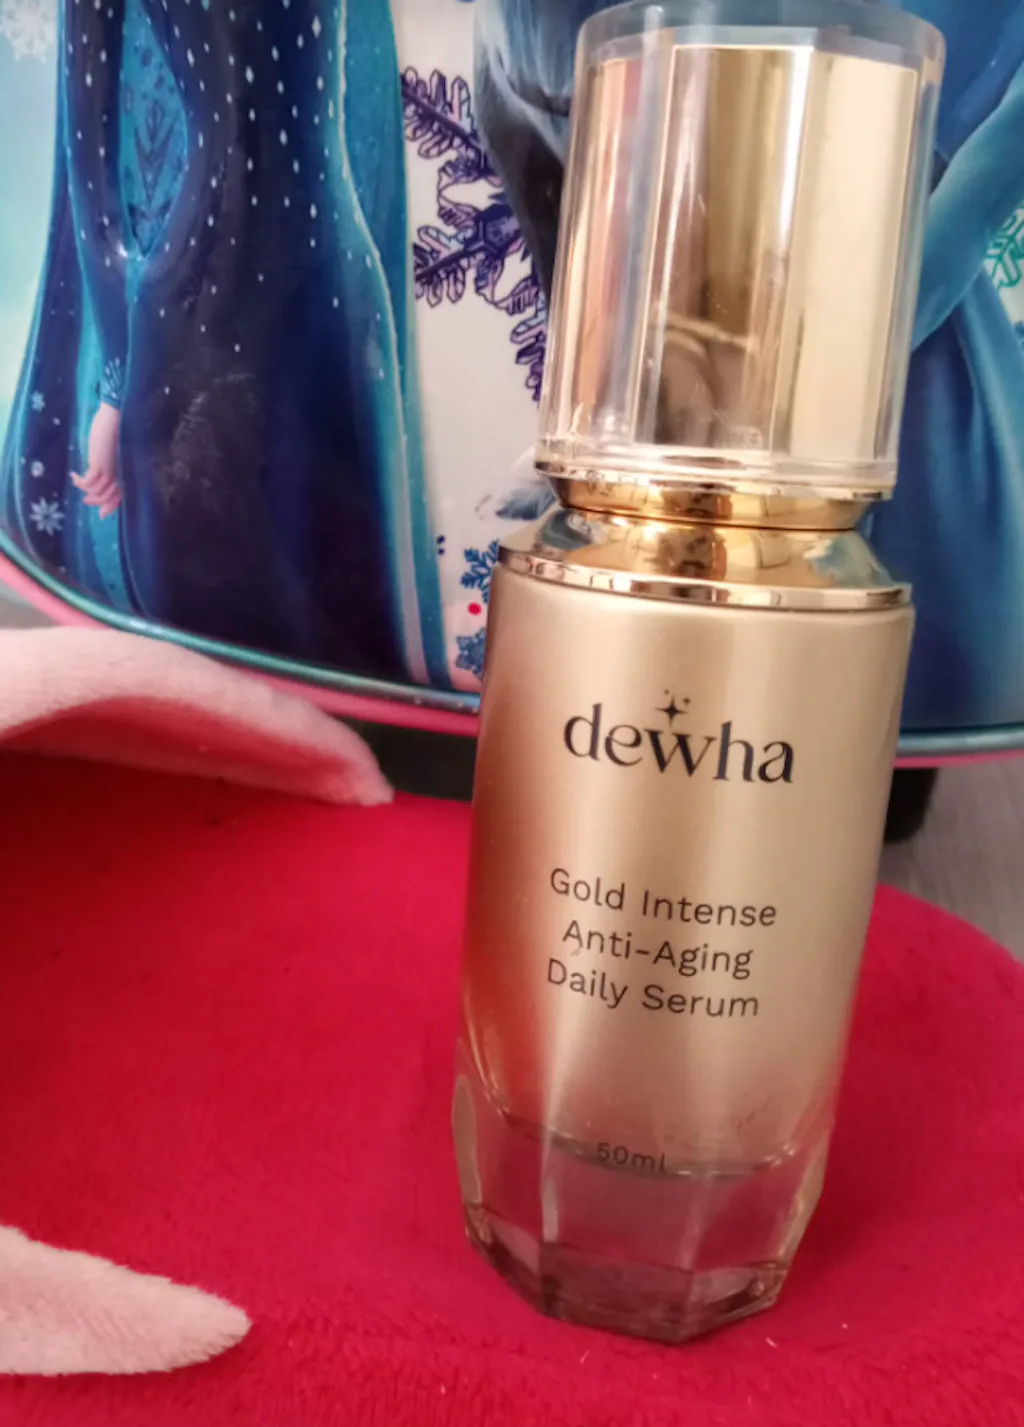 dewha
Gold Intense
Anti-Aging
Daily Serum
50ml